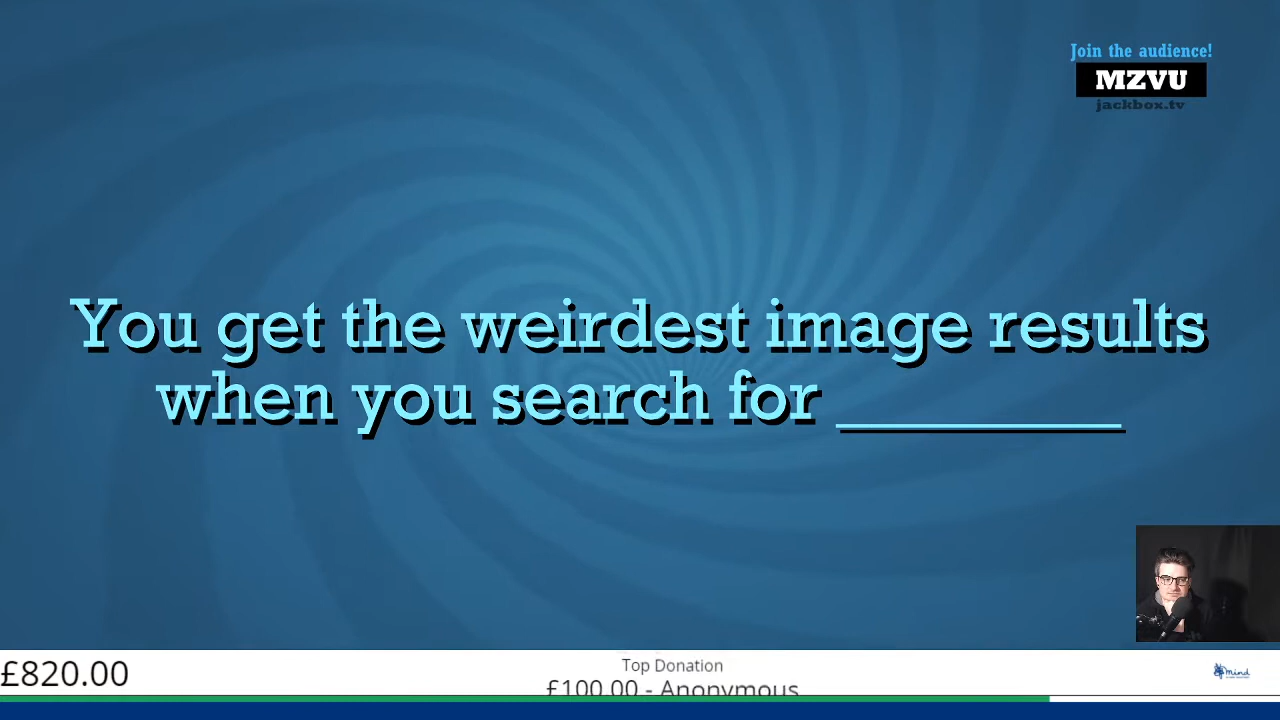 Join the audience!
MZVU
jackbox.tv
You get the weirdest image results
when you search for ________
£820.00
Top Donation
£100.00 - Anonymous
mind